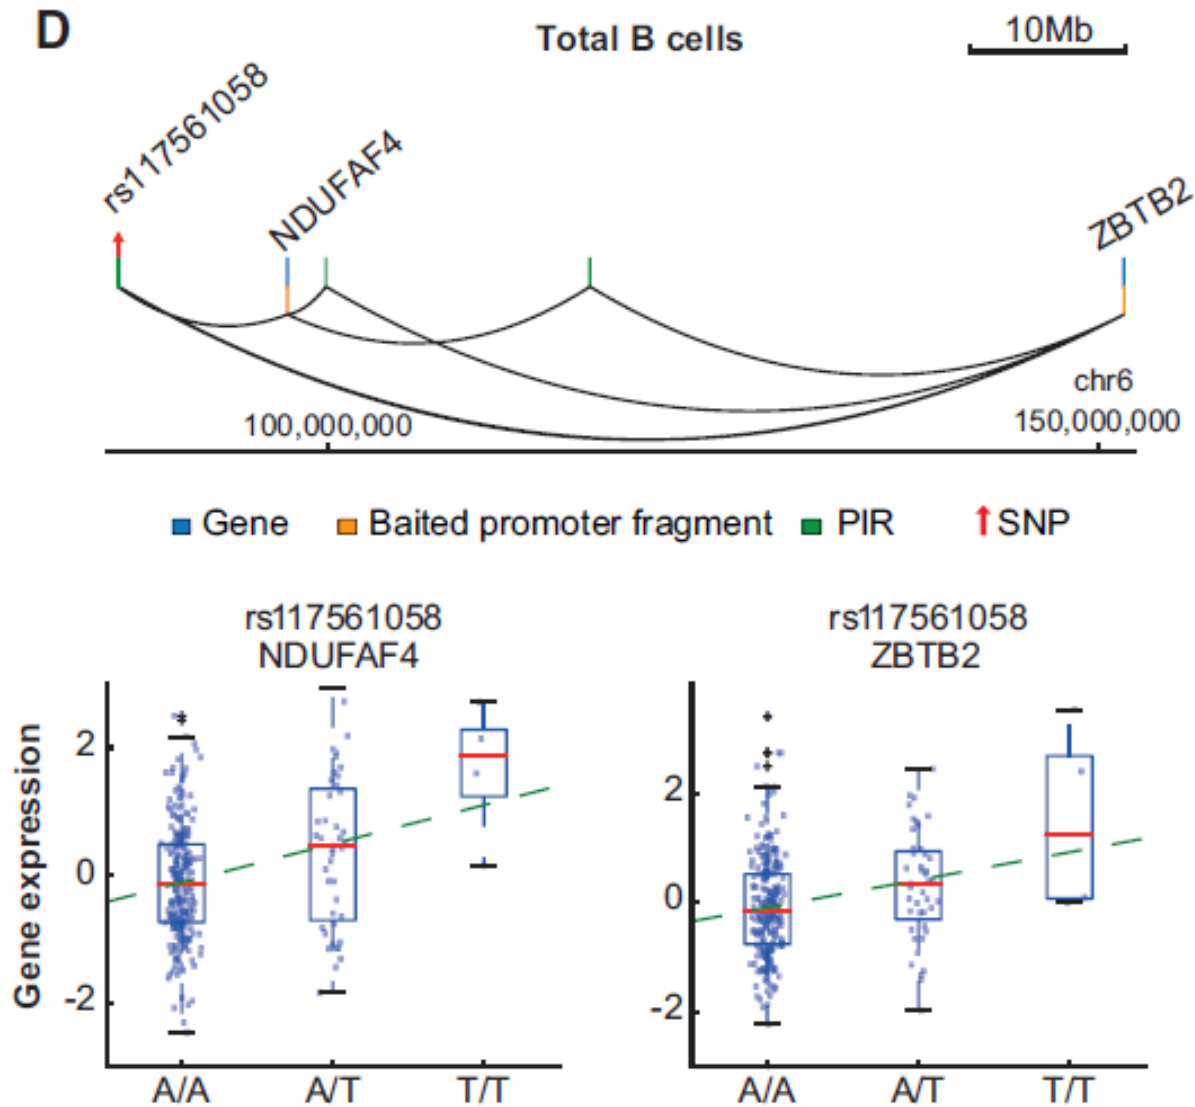 D
Total B cells
10Mb
rs117561058
NDUFAF4
ZBTB2
chr6
100,000,000
150,000,000
Gene
Baited promoter fragment
PIR
SNP
rs117561058
NDUFAF4
Gene expression
2
0
-2
A/A
A/T
T/T
rs117561058
ZBTB2
2
0
-2
A/A
A/T
T/T